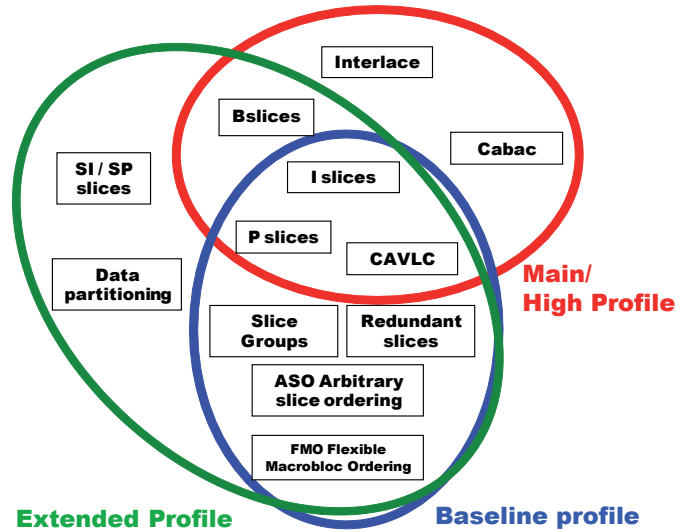 Interlace
Bslices
Cabac
SI / SP
slices
I slices
P slices
CAVLC
Data
partitioning
Main/
High Profile
Slice
Groups
Redundant
slices
ASO Arbitrary
slice ordering
FMO Flexible
Macrobloc Ordering
Extended Profile
Baseline profile